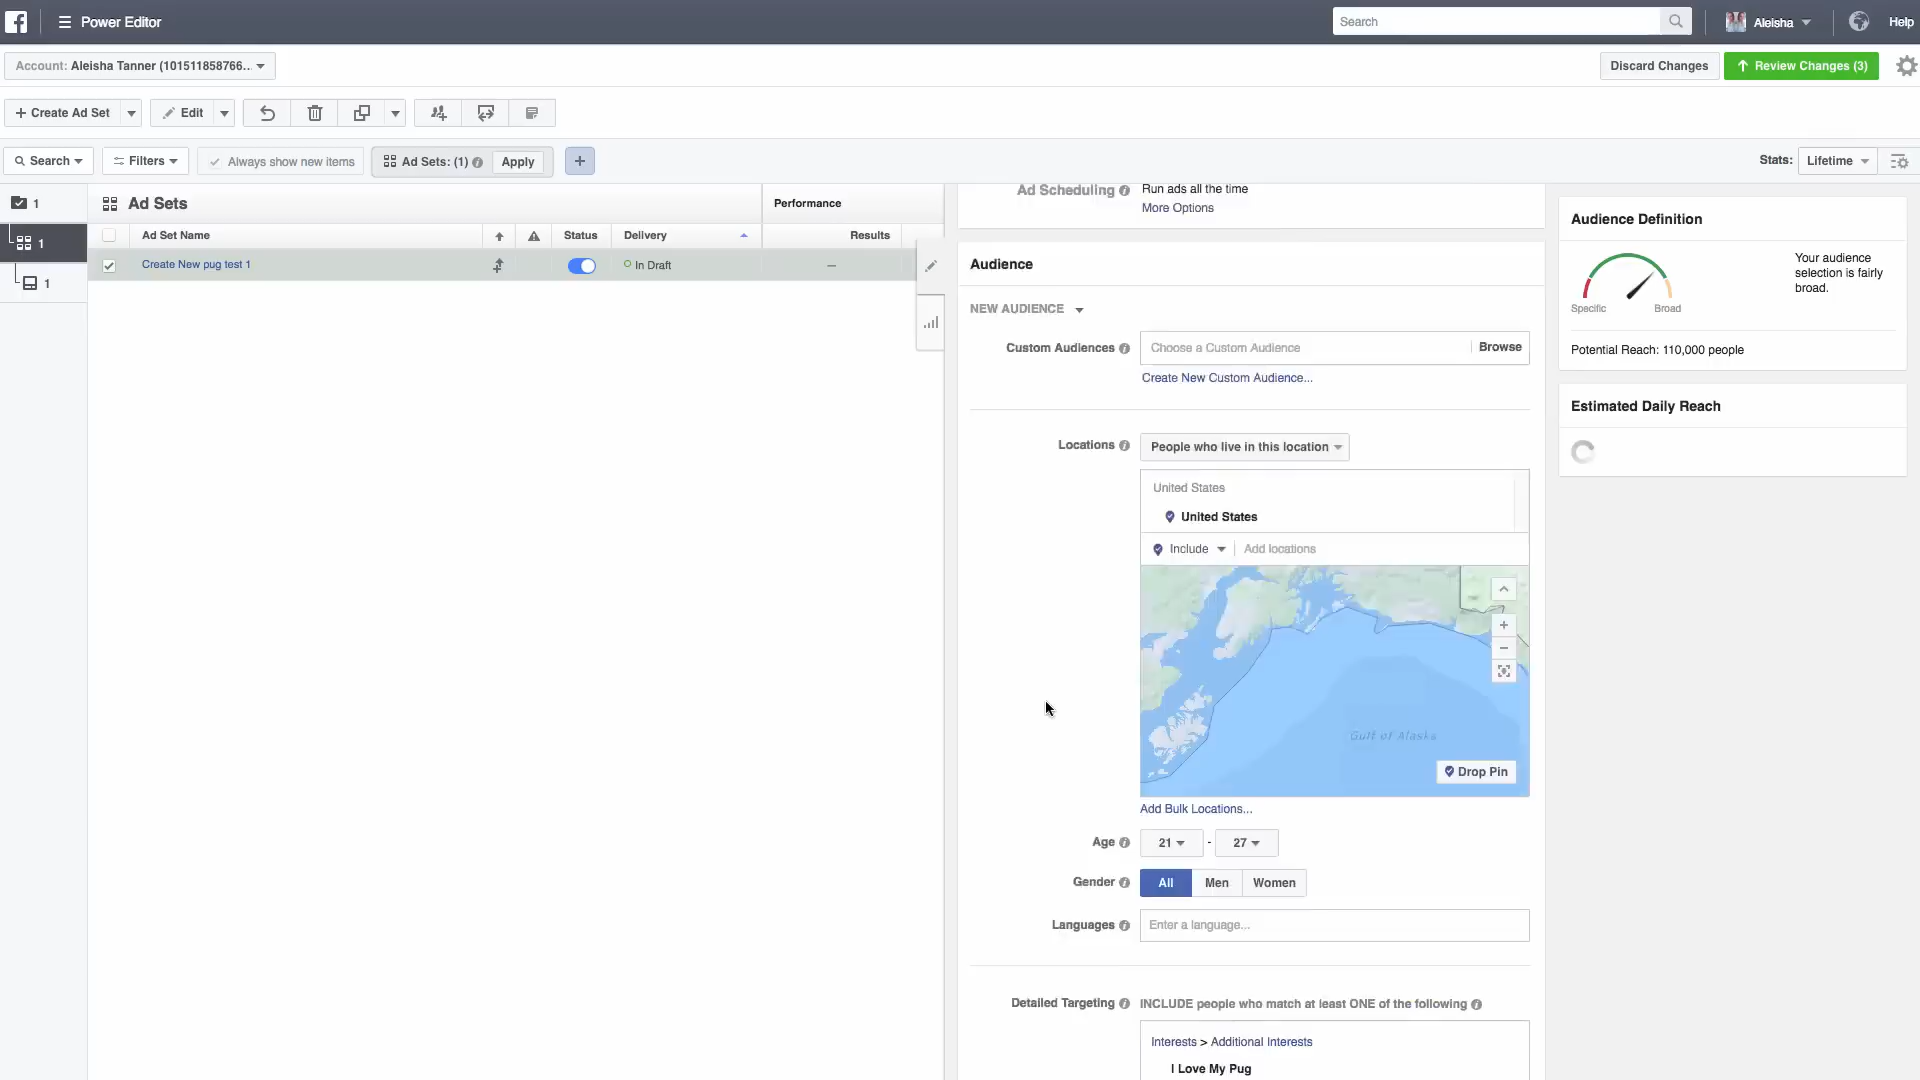 Power Editor
Search
Aleisha
Help
Account: Aleisha Tanner (101511858766...
Discard Changes
Review Changes (3)
+ Create Ad Set
Edit
Search
Filters
Always show new items
Ad Sets: (1)
Apply
+
Stats:
Lifetime
1
1
1
Ad Sets
Performance
Ad Set Name
Status
Delivery
Results
Create New pug test 1
In Draft
—
Ad Scheduling
Run ads all the time
More Options
Audience
NEW AUDIENCE
Custom Audiences
Choose a Custom Audience
Browse
Create New Custom Audience...
Locations
People who live in this location
United States
United States
Include
Add locations
+
−
Gulf of Alaska
Drop Pin
Add Bulk Locations...
Age
21
-
27
Gender
All
Men
Women
Languages
Enter a language...
Detailed Targeting
INCLUDE people who match at least ONE of the following
Interests > Additional Interests
I Love My Pug
Audience Definition
Your audience
selection is fairly
broad.
Specific
Broad
Potential Reach: 110,000 people
Estimated Daily Reach